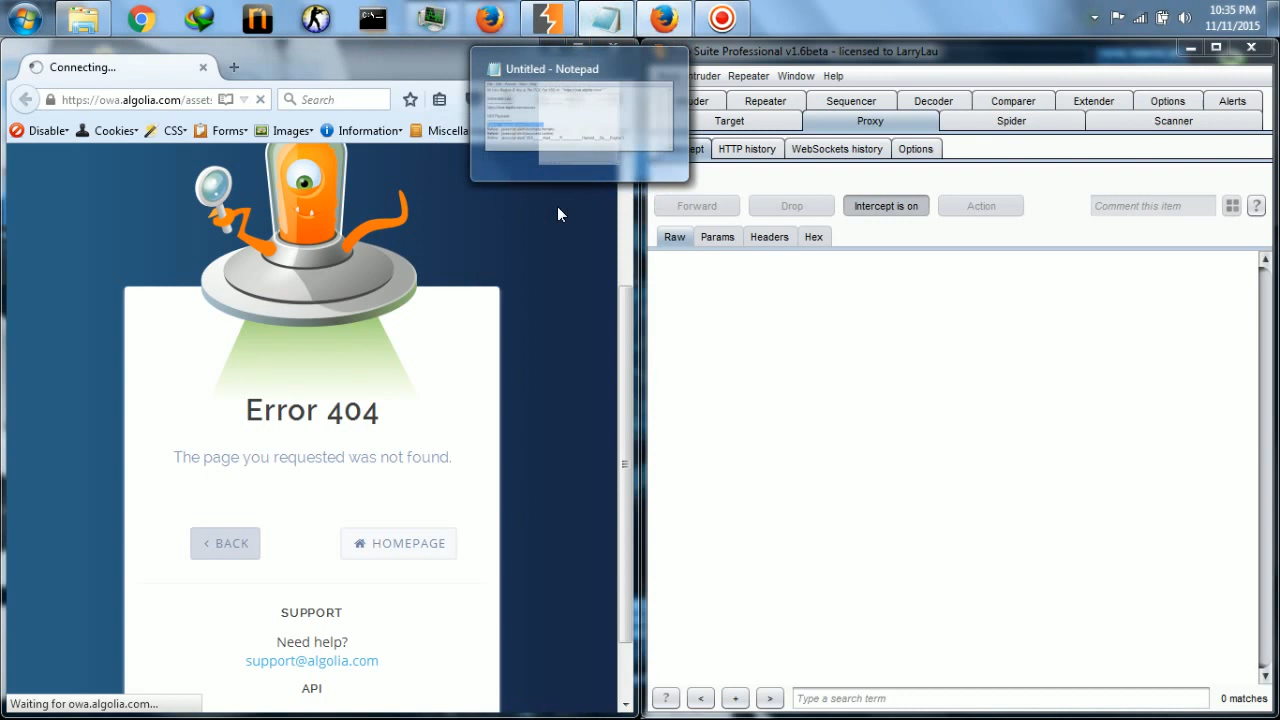 10:35 PM
11/11/2015
Connecting...
Untitled - Notepad
Suite Professional v1.6beta - licensed to LarryLau
https://owa.algolia.com/asset
Search
Disable
Cookies
CSS
Forms
Images
Information
Miscella
Intruder Repeater Window Help
Repeater Sequencer Decoder Comparer Extender Options Alerts
Target Proxy Spider Scanner
HTTP history WebSockets history Options
Forward Drop Intercept is on Action Comment this item ?
Raw Params Headers Hex
Error 404
The page you requested was not found.
< BACK
HOMEPAGE
SUPPORT
Need help?
support@algolia.com
API
Waiting for owa.algolia.com...
? < + > Type a search term 0 matches